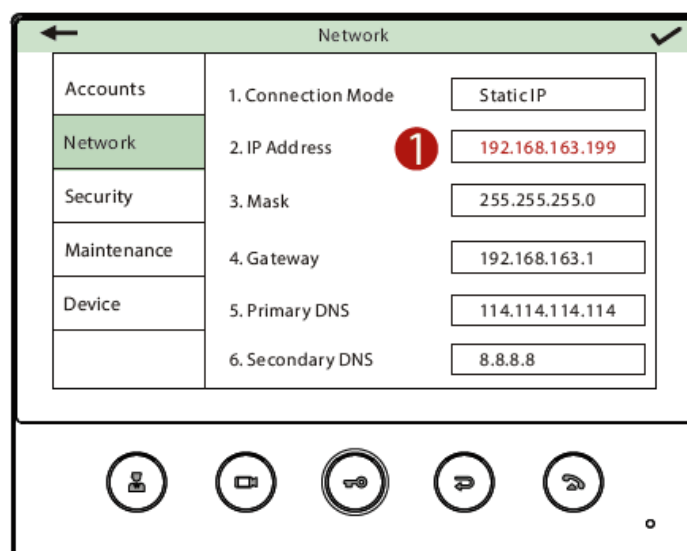 Network
Accounts
Network
Security
Maintenance
Device
1. Connection Mode
Static IP
2. IP Address
1
192.168.163.199
3. Mask
255.255.255.0
4. Gateway
192.168.163.1
5. Primary DNS
114.114.114.114
6. Secondary DNS
8.8.8.8